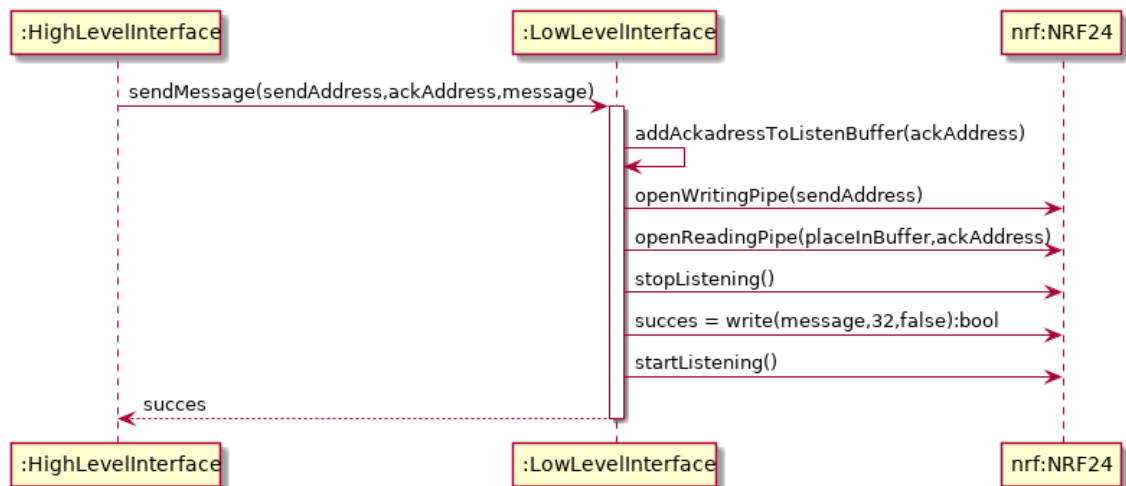 :HighLevelInterface
:LowLevelInterface
nrf:NRF24
sendMessage(sendAddress,ackAddress,message)
addAckadressToListenBuffer(ackAddress)
openWritingPipe(sendAddress)
openReadingPipe(placeInBuffer,ackAddress)
stopListening()
succes = write(message,32,false):bool
startListening()
succes
:HighLevelInterface
:LowLevelInterface
nrf:NRF24